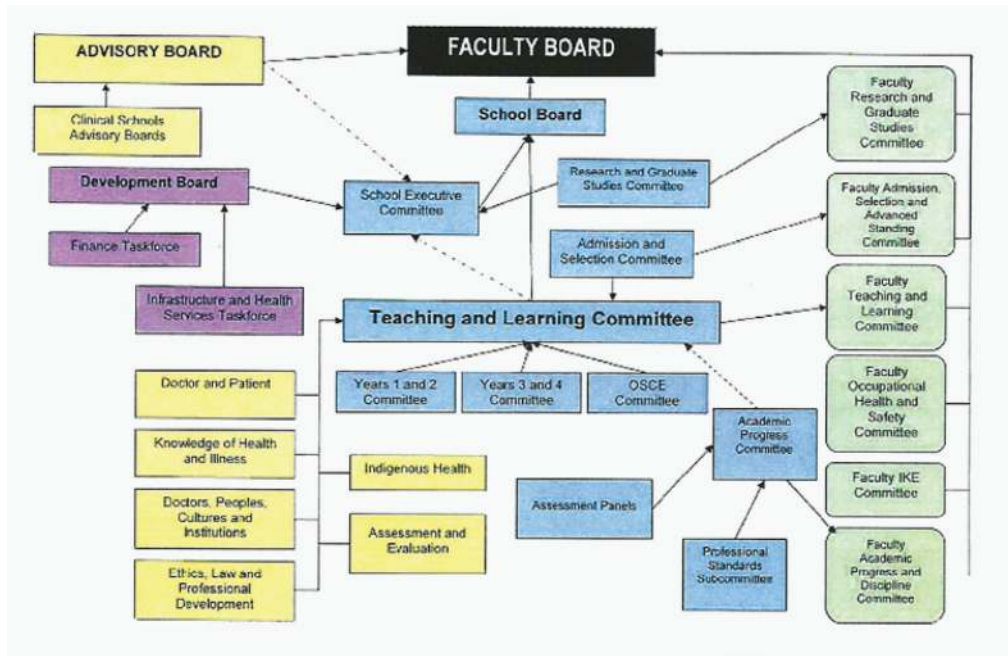 ADVISORY BOARD
FACULTY BOARD
Clinical Schools
Advisory Boards
School Board
Faculty
Research and
Graduate
Studies
Committee
Development Board
School Executive
Committee
Research and Graduate
Studies Committee
Faculty Admission,
Selection and
Advanced
Standing
Committee
Finance Taskforce
Admission and
Selection Committee
Infrastructure and Health
Services Taskforce
Teaching and Learning Committee
Faculty
Teaching and
Learning
Committee
Doctor and Patient
Years 1 and 2
Committee
Years 3 and 4
Committee
OSCE
Committee
Faculty
Occupational
Health and
Safety
Committee
Academic
Progress
Committee
Knowledge of Health
and Illness
Indigenous Health
Faculty IKE
Committee
Doctors, Peoples,
Cultures and
Institutions
Assessment Panels
Assessment and
Evaluation
Professional
Standards
Subcommittee
Faculty
Academic
Progress and
Discipline
Committee
Ethics, Law and
Professional
Development